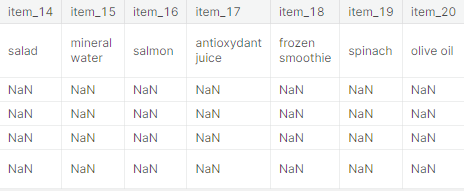 item_14 item_15 item_16 item_17 item_18 item_19 item_20
salad mineral water salmon antioxydant juice frozen smoothie spinach olive oil
NaN NaN NaN NaN NaN NaN NaN
NaN NaN NaN NaN NaN NaN NaN
NaN NaN NaN NaN NaN NaN NaN
NaN NaN NaN NaN NaN NaN NaN